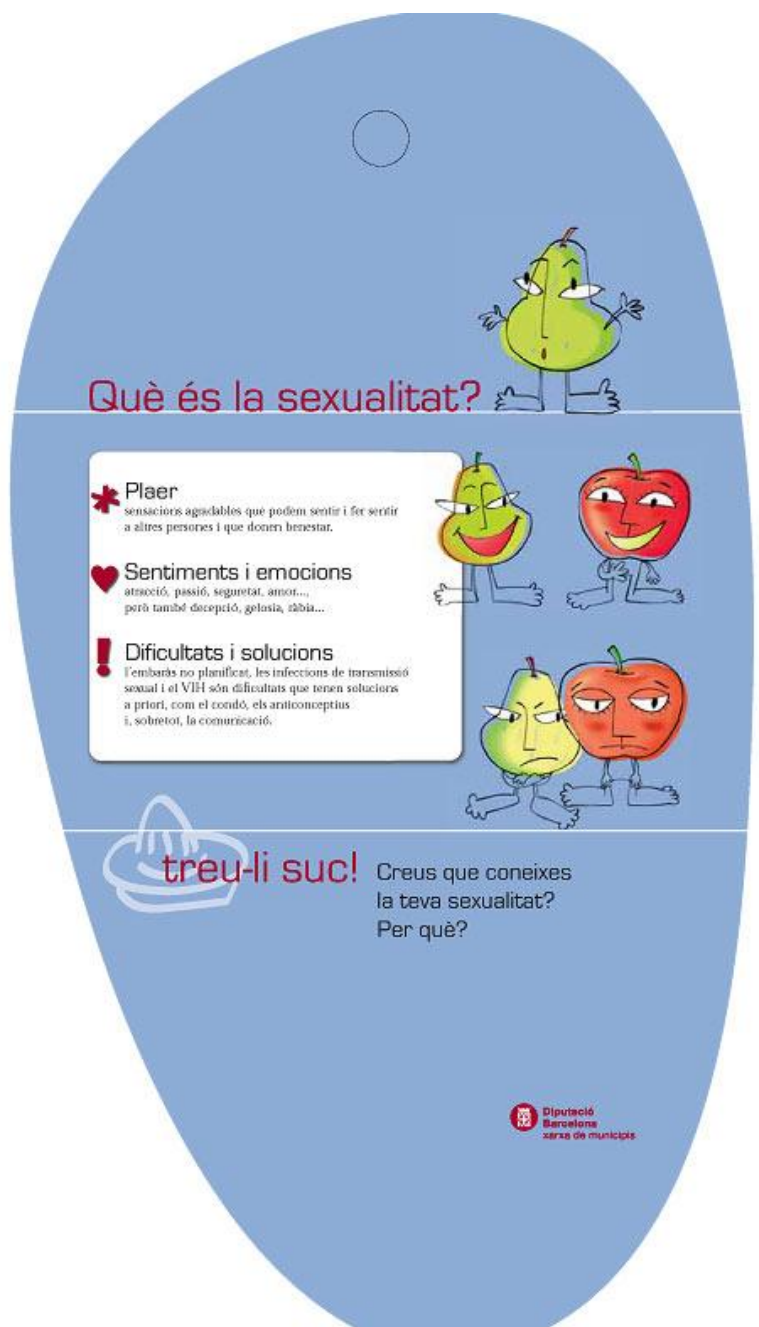 Què és la sexualitat?
Plaer
sensacions agradables que podem sentir i fer sentir
a altres persones i que donen benestar.
Sentiments i emocions
atracció, passió, seguretat, amor...,
però també decepció, gelosia, ràbia...
Dificultats i solucions
l'embaràs no planificat, les infeccions de transmissió
sexual i el VIH són dificultats que tenen solucions
a priori, com el condó, els anticonceptius
i, sobretot, la comunicació.
treu-li suc!
Creus que coneixes
la teva sexualitat?
Per què?
Diputació
Barcelona
xarxa de municipis